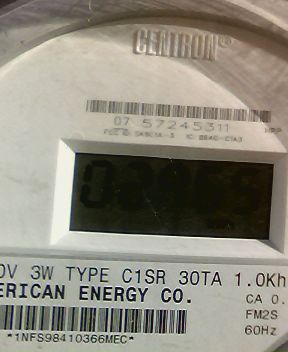 CENTRON®
07 57245311
0V 3W TYPE C1SR 30TA 1.0Kh
ERICAN ENERGY CO.
CA 0.
FM2S
60Hz
*1NFS98410366MEC*